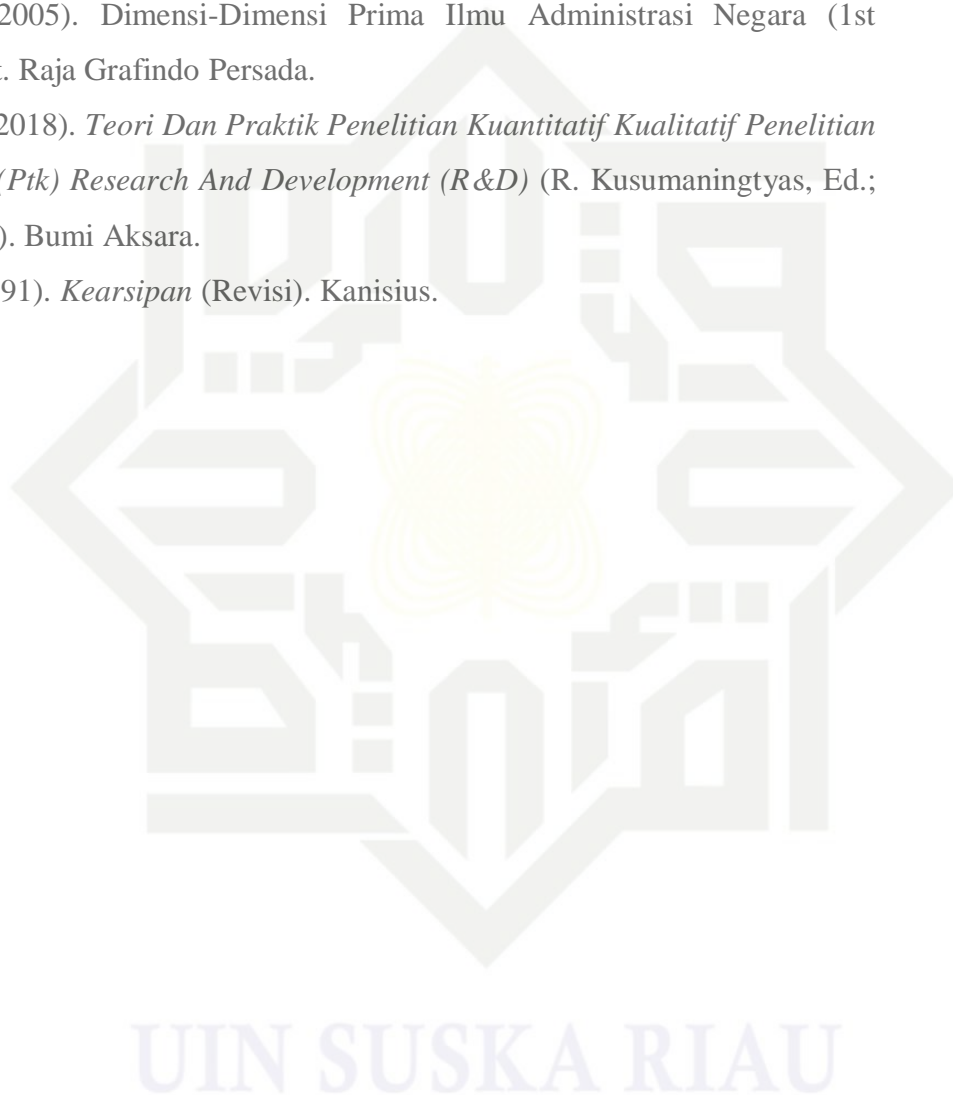 2005). Dimensi-Dimensi Prima Ilmu Administrasi Negara (1st
t. Raja Grafindo Persada.
2018). Teori Dan Praktik Penelitian Kuantitatif Kualitatif Penelitian
(Ptk) Research And Development (R&D) (R. Kusumaningtyas, Ed.;
). Bumi Aksara.
91). Kearsipan (Revisi). Kanisius.
UIN SUSKA RIAU